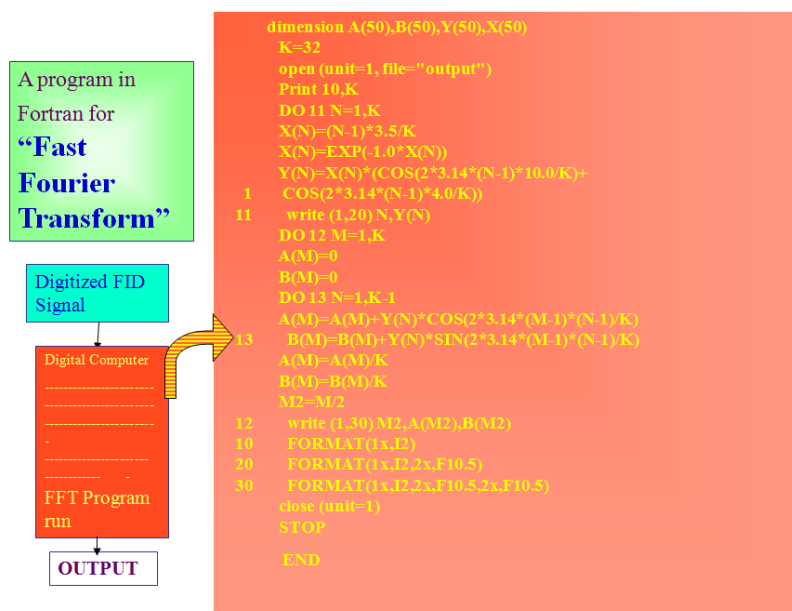 A program in
Fortran for
“Fast
Fourier
Transform”
Digitized FID
Signal
Digital Computer
----------------------
----------------------
----------------------
-
---------------------
----------- -
FFT Program
run
OUTPUT
dimension A(50),B(50),Y(50),X(50)
K=32
open (unit=1, file="output")
Print 10,K
DO 11 N=1,K
X(N)=(N-1)*3.5/K
X(N)=EXP(-1.0*X(N))
Y(N)=X(N)*(COS(2*3.14*(N-1)*10.0/K)+
1 COS(2*3.14*(N-1)*4.0/K))
11 write (1,20) N,Y(N)
DO 12 M=1,K
A(M)=0
B(M)=0
DO 13 N=1,K-1
A(M)=A(M)+Y(N)*COS(2*3.14*(M-1)*(N-1)/K)
13 B(M)=B(M)+Y(N)*SIN(2*3.14*(M-1)*(N-1)/K)
A(M)=A(M)/K
B(M)=B(M)/K
M2=M/2
12 write (1,30) M2,A(M2),B(M2)
10 FORMAT(1x,I2)
20 FORMAT(1x,I2,2x,F10.5)
30 FORMAT(1x,I2,2x,F10.5,2x,F10.5)
close (unit=1)
STOP
END